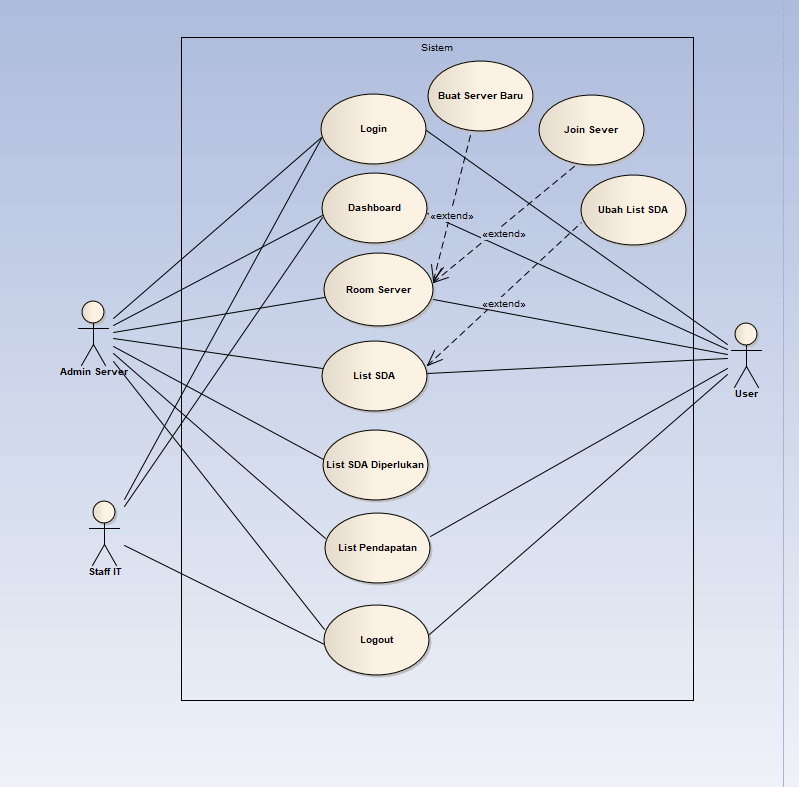 Sistem
Buat Server Baru
Login
Join Sever
Dashboard
Ubah List SDA
«extend»
«extend»
Room Server
«extend»
Admin Server
List SDA
User
List SDA Diperlukan
List Pendapatan
Staff IT
Logout